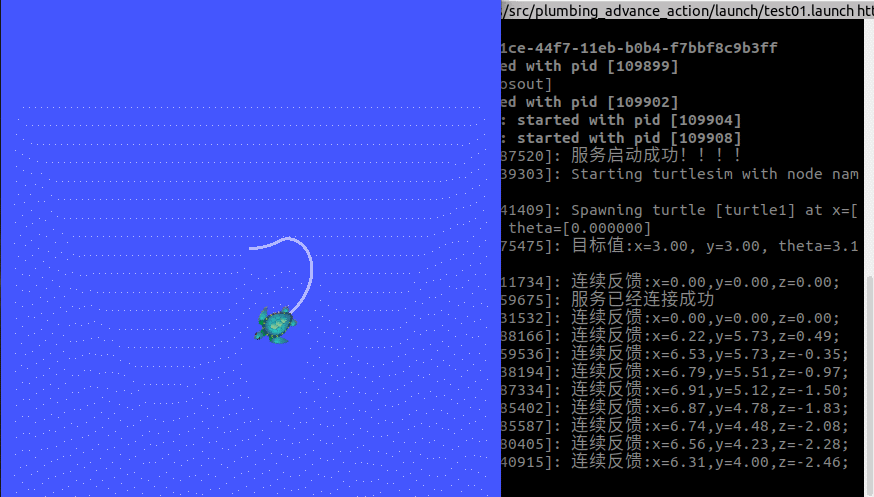 /src/plumbing_advance_action/launch/test01.launch htt
1ce-44f7-11eb-b0b4-f7bbf8c9b3ff
ed with pid [109899]
osout]
ed with pid [109902]
: started with pid [109904]
: started with pid [109908]
87520]: 服务启动成功!!!!
39303]: Starting turtlesim with node nam
41409]: Spawning turtle [turtle1] at x=[
theta=[0.000000]
75475]: 目标值:x=3.00, y=3.00, theta=3.1
11734]: 连续反馈:x=0.00,y=0.00,z=0.00;
59675]: 服务已经连接成功
31532]: 连续反馈:x=0.00,y=0.00,z=0.00;
38166]: 连续反馈:x=6.22,y=5.73,z=0.49;
59536]: 连续反馈:x=6.53,y=5.73,z=-0.35;
38194]: 连续反馈:x=6.79,y=5.51,z=-0.97;
37334]: 连续反馈:x=6.91,y=5.12,z=-1.50;
35402]: 连续反馈:x=6.87,y=4.78,z=-1.83;
35587]: 连续反馈:x=6.74,y=4.48,z=-2.08;
30405]: 连续反馈:x=6.56,y=4.23,z=-2.28;
40915]: 连续反馈:x=6.31,y=4.00,z=-2.46;